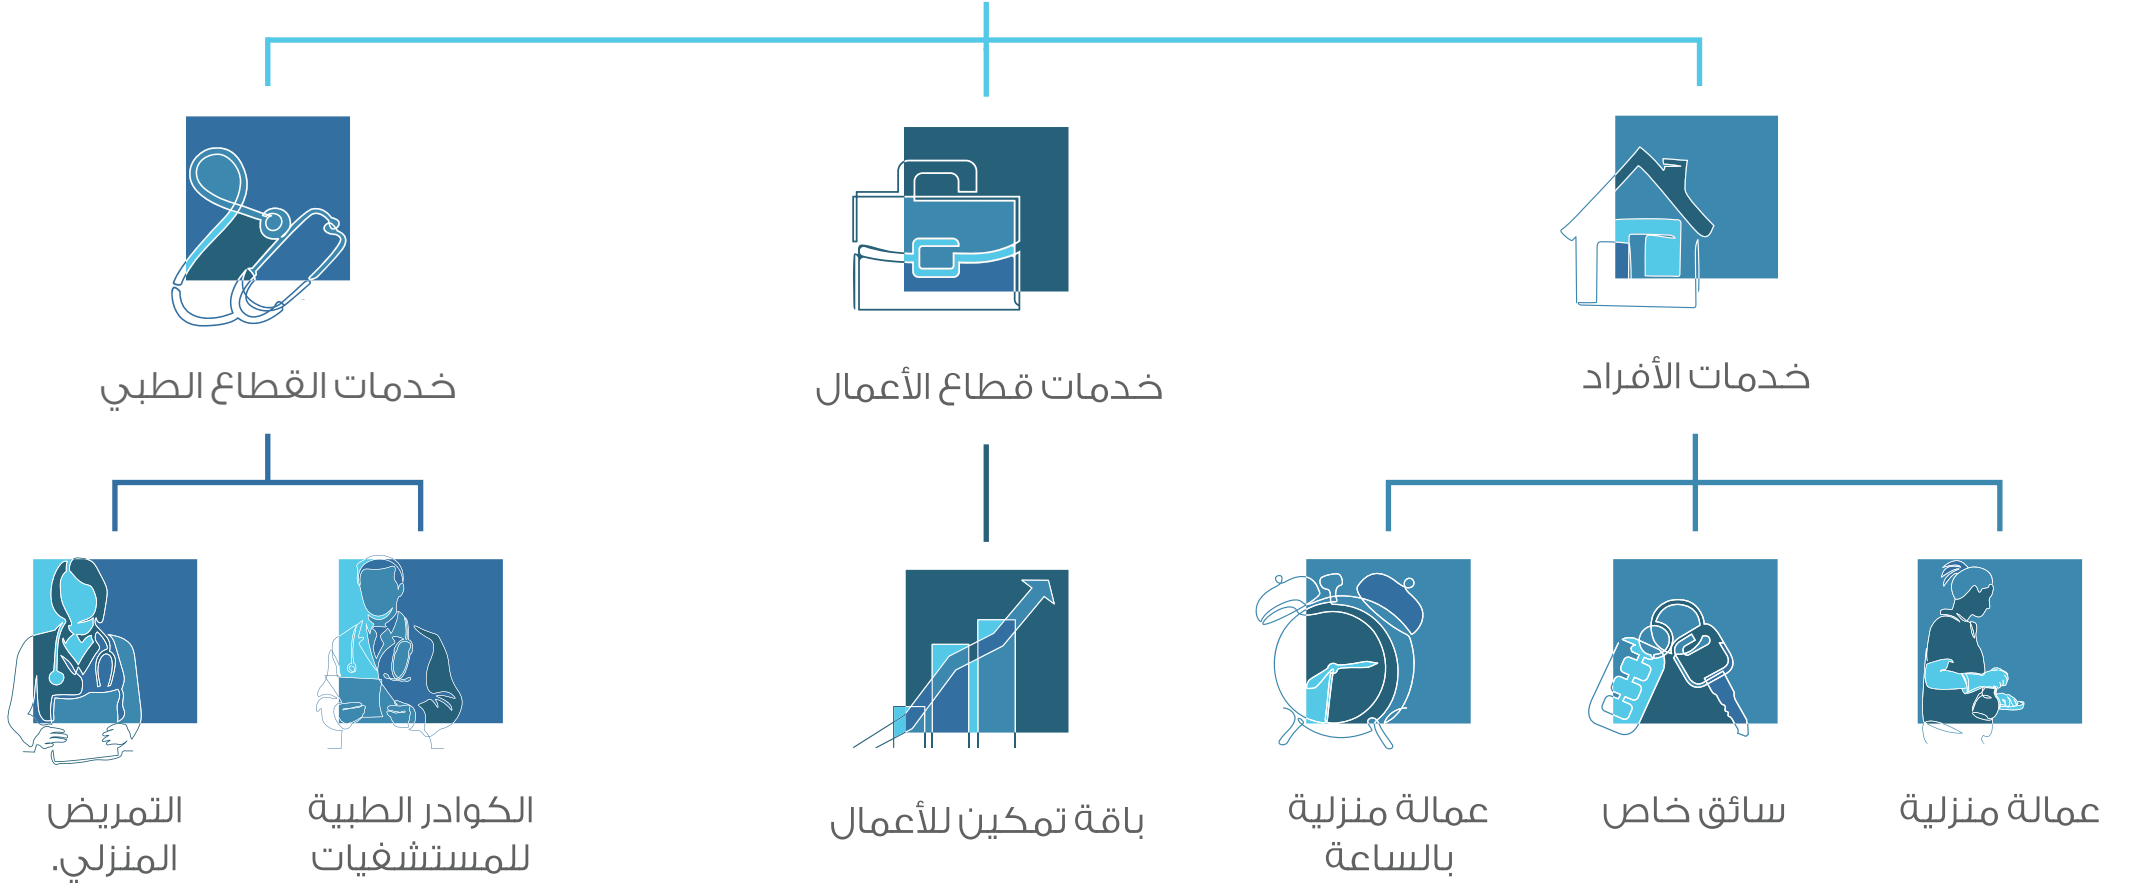 خدمات الأفراد
خدمات قطاع الأعمال
خدمات القطاع الطبي
عمالة منزلية
سائق خاص
عمالة منزلية
بالساعة
باقة تمكين للأعمال
الكوادر الطبية
للمستشفيات
التمريض
المنزلي.